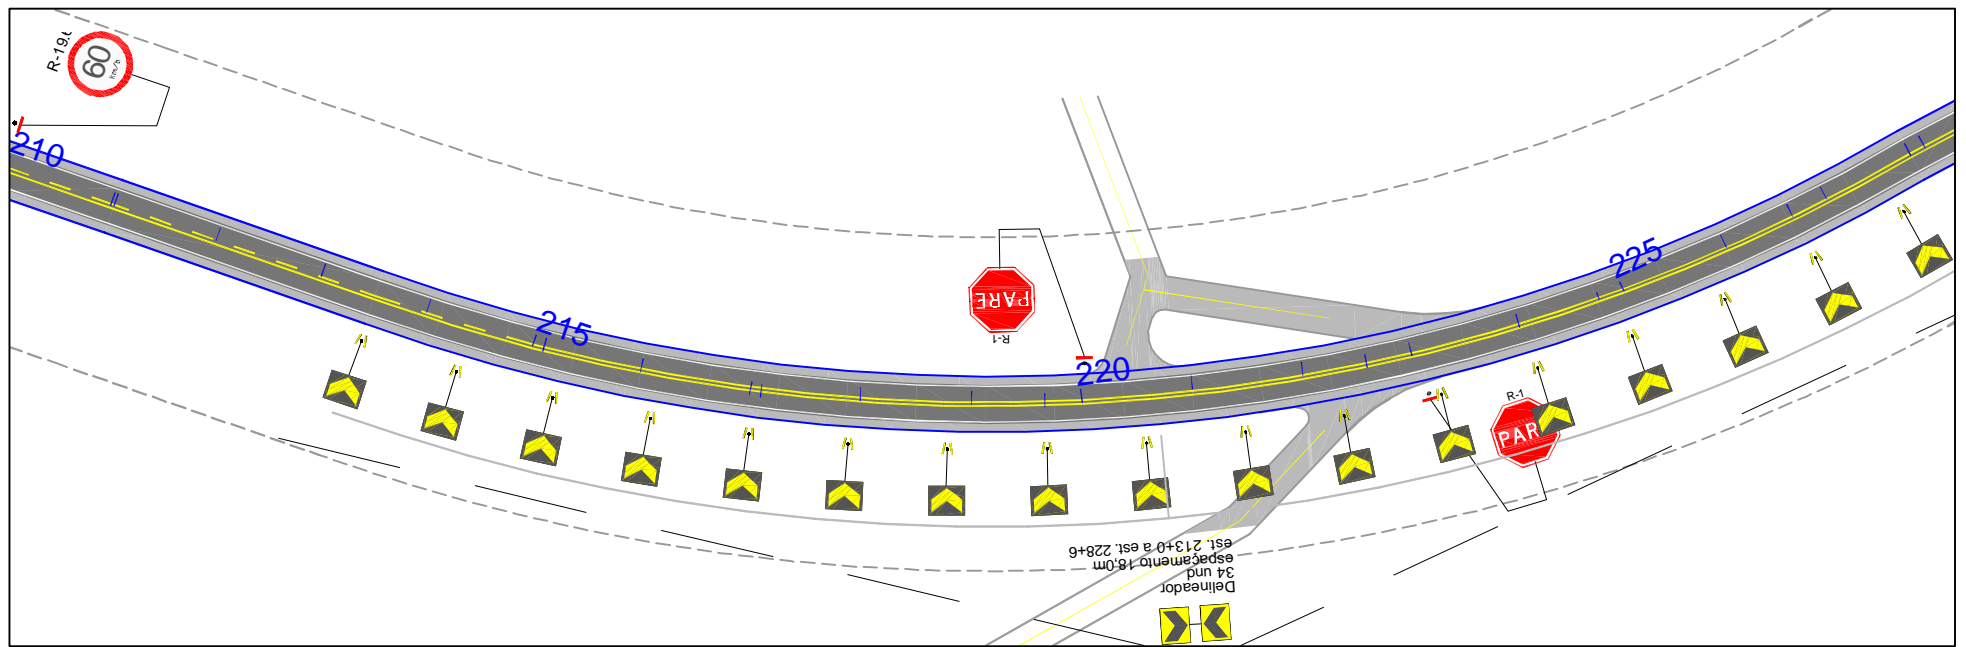 R-19.
60
km/h
210
215
PARE
R-1
220
225
R-1
PAR
Delineador
34 und
espaçamento 18,0m
est. 213+0 a est. 228+6